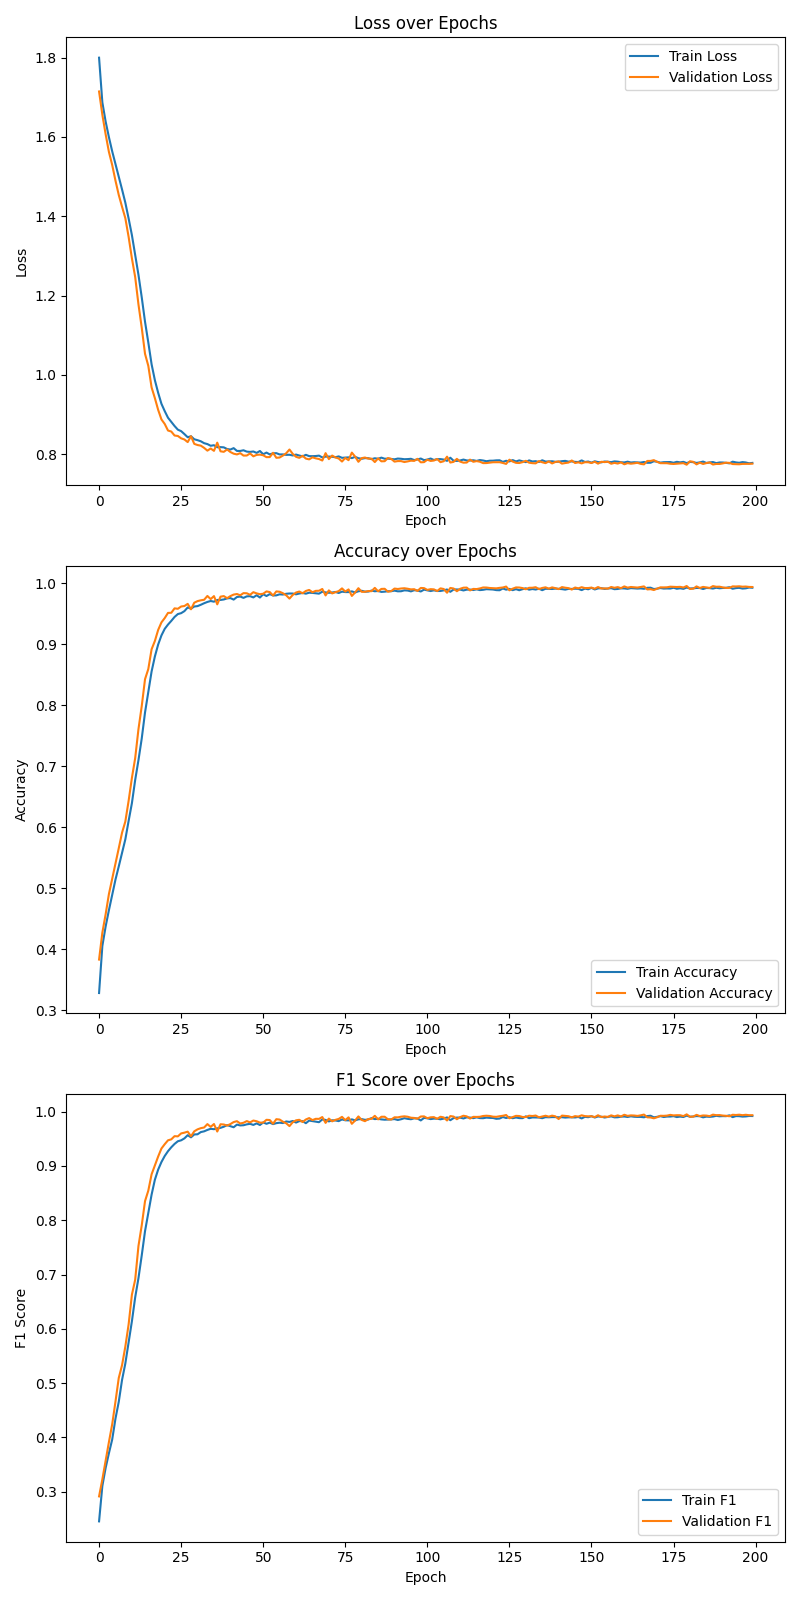 Loss over Epochs
Train Loss
Validation Loss
1.8
1.6
1.4
1.2
1.0
0.8
Loss
0 25 50 75 100 125 150 175 200
Epoch
Accuracy over Epochs
1.0
0.9
0.8
0.7
0.6
0.5
0.4
0.3
Accuracy
Train Accuracy
Validation Accuracy
0 25 50 75 100 125 150 175 200
Epoch
F1 Score over Epochs
1.0
0.9
0.8
0.7
0.6
0.5
0.4
0.3
F1 Score
Train F1
Validation F1
0 25 50 75 100 125 150 175 200
Epoch